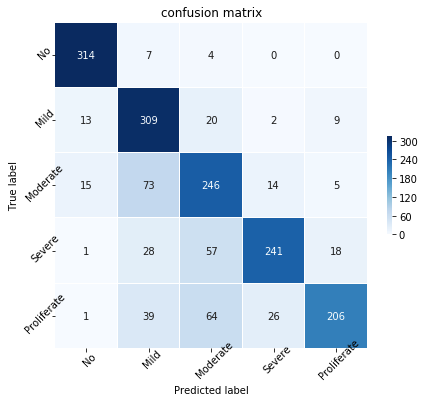 confusion matrix
No 314 7 4 0 0
Mild 13 309 20 2 9
Moderate 15 73 246 14 5
Severe 1 28 57 241 18
Proliferate 1 39 64 26 206
No Mild Moderate Severe Proliferate
True label
Predicted label
300
240
180
120
60
0